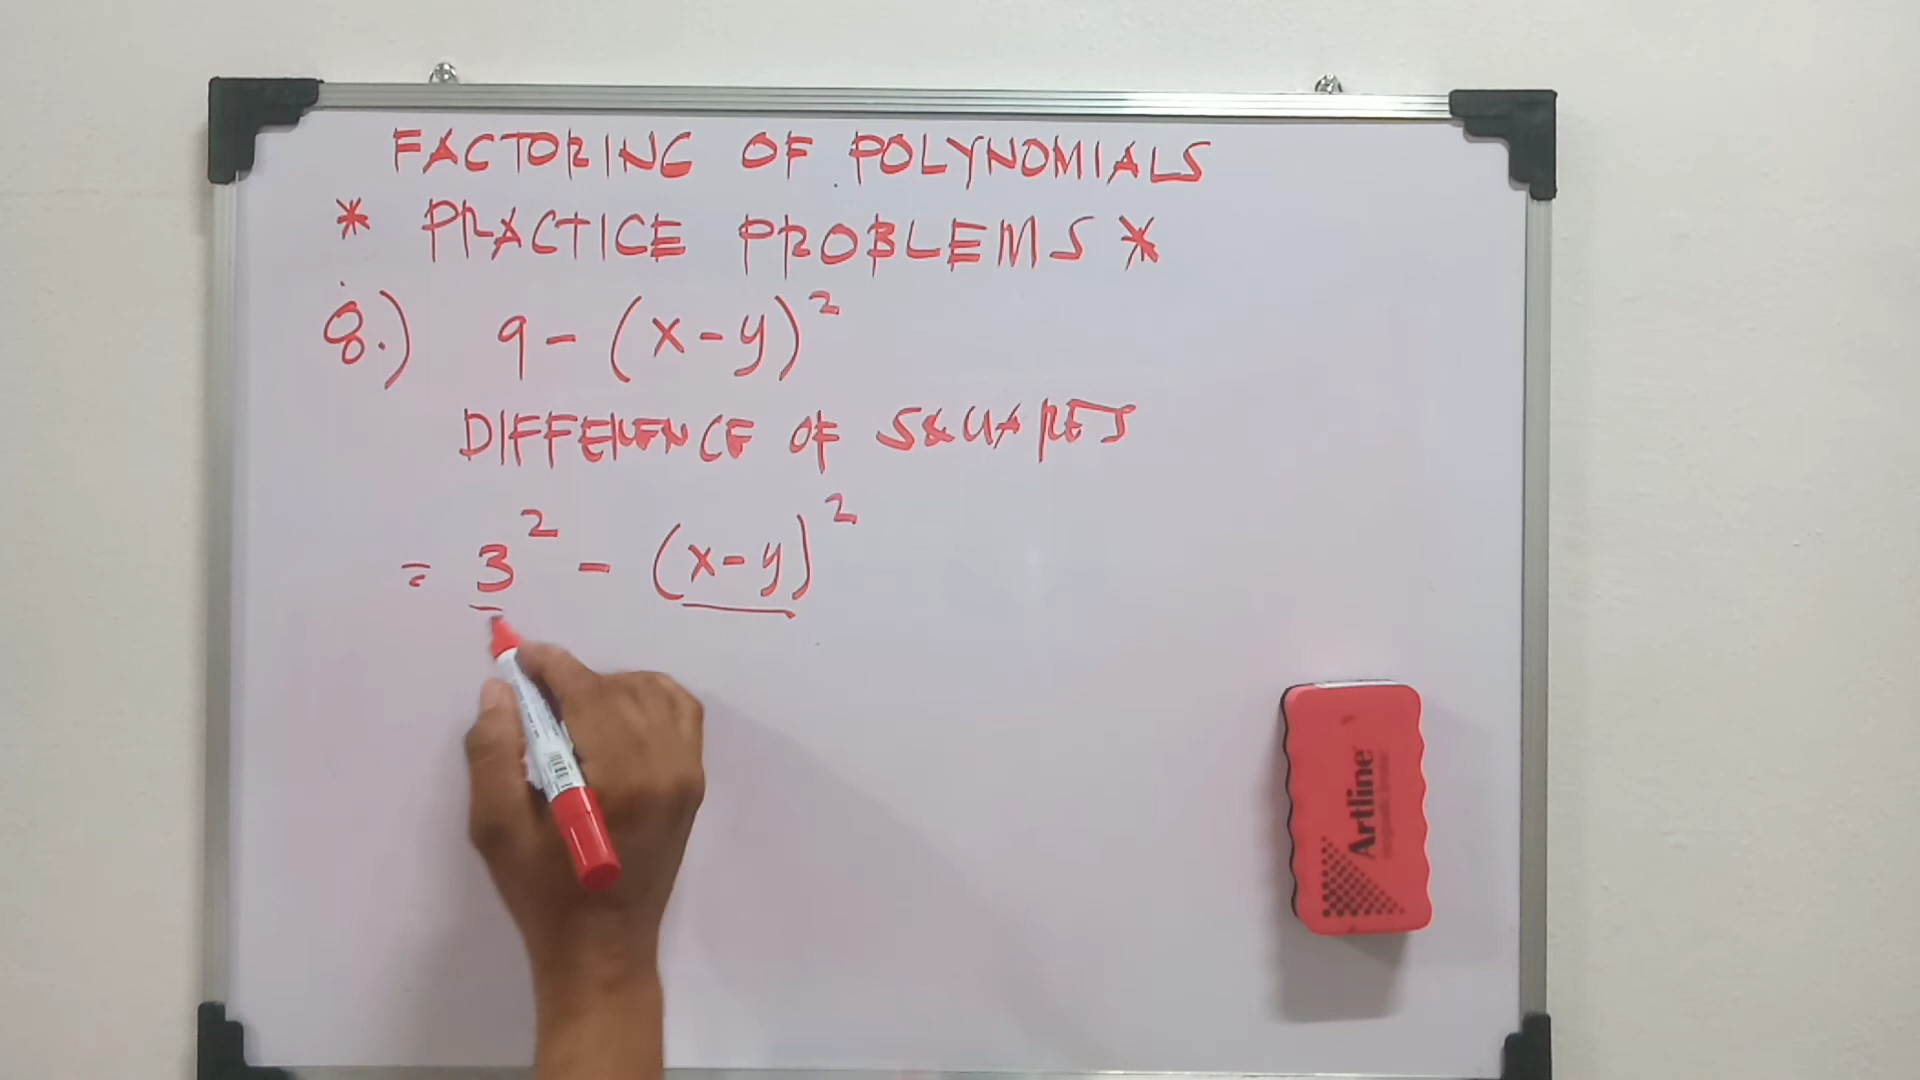 FACTORING OF POLYNOMIALS
* PRACTICE PROBLEMS *
8.) 9 - (x - y)²
DIFFERENCE OF SQUARES
= 3² - (x - y)²
Artline